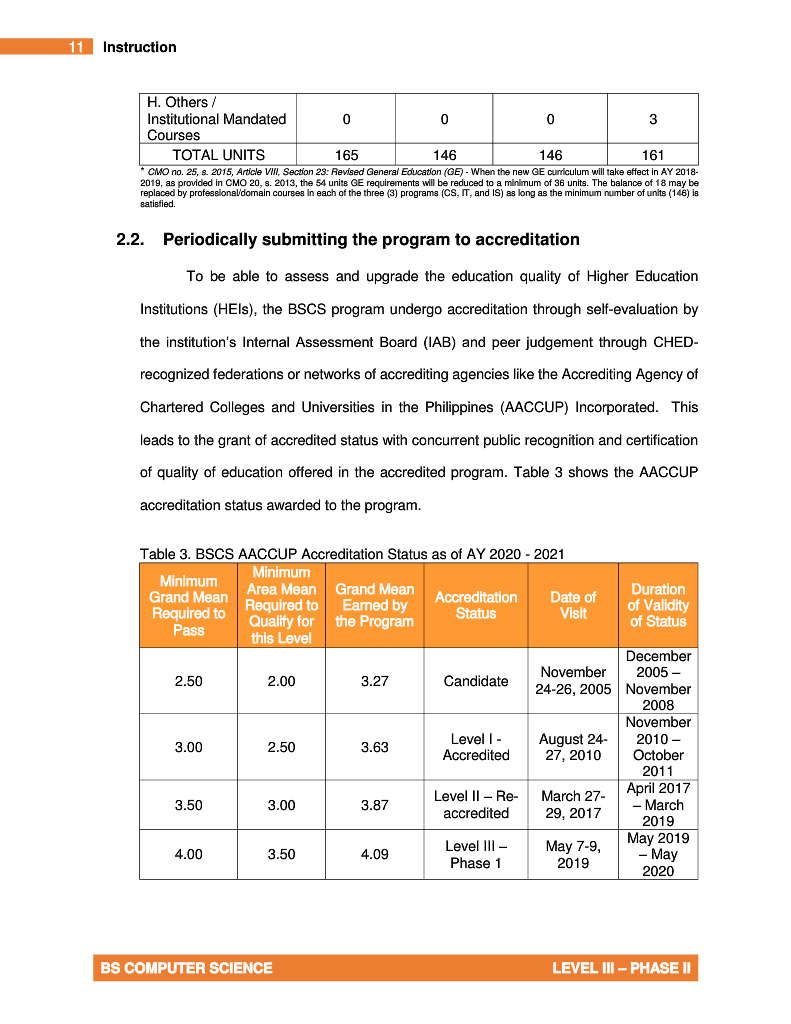 11 Instruction
H. Others /
Institutional Mandated
Courses
0 0 0 3
TOTAL UNITS 165 146 146 161
* CMO no. 25, s. 2015, Article VIII, Section 23: Revised General Education (GE) - When the new GE curriculum will take effect in AY 2018-
2019, as provided in CMO 20, s. 2013, the 54 units GE requirements will be reduced to a minimum of 36 units. The balance of 18 may be
replaced by professional/domain courses in each of the three (3) programs (CS, IT, and IS) as long as the minimum number of units (146) is
satisfied.
2.2. Periodically submitting the program to accreditation
To be able to assess and upgrade the education quality of Higher Education
Institutions (HEIs), the BSCS program undergo accreditation through self-evaluation by
the institution's Internal Assessment Board (IAB) and peer judgement through CHED-
recognized federations or networks of accrediting agencies like the Accrediting Agency of
Chartered Colleges and Universities in the Philippines (AACCUP) Incorporated. This
leads to the grant of accredited status with concurrent public recognition and certification
of quality of education offered in the accredited program. Table 3 shows the AACCUP
accreditation status awarded to the program.
Table 3. BSCS AACCUP Accreditation Status as of AY 2020 - 2021
Minimum
Grand Mean
Required to
Pass
Minimum
Area Mean
Required to
Qualify for
this Level
Grand Mean
Earned by
the Program
Accreditation
Status
Date of
Visit
Duration
of Validity
of Status
2.50
2.00
3.27
Candidate
November
24-26, 2005
December
2005 –
November
2008
3.00
2.50
3.63
Level I -
Accredited
August 24-
27, 2010
November
2010 –
October
2011
3.50
3.00
3.87
Level II – Re-
accredited
March 27-
29, 2017
April 2017
– March
2019
4.00
3.50
4.09
Level III –
Phase 1
May 7-9,
2019
May 2019
– May
2020
BS COMPUTER SCIENCE LEVEL III – PHASE II